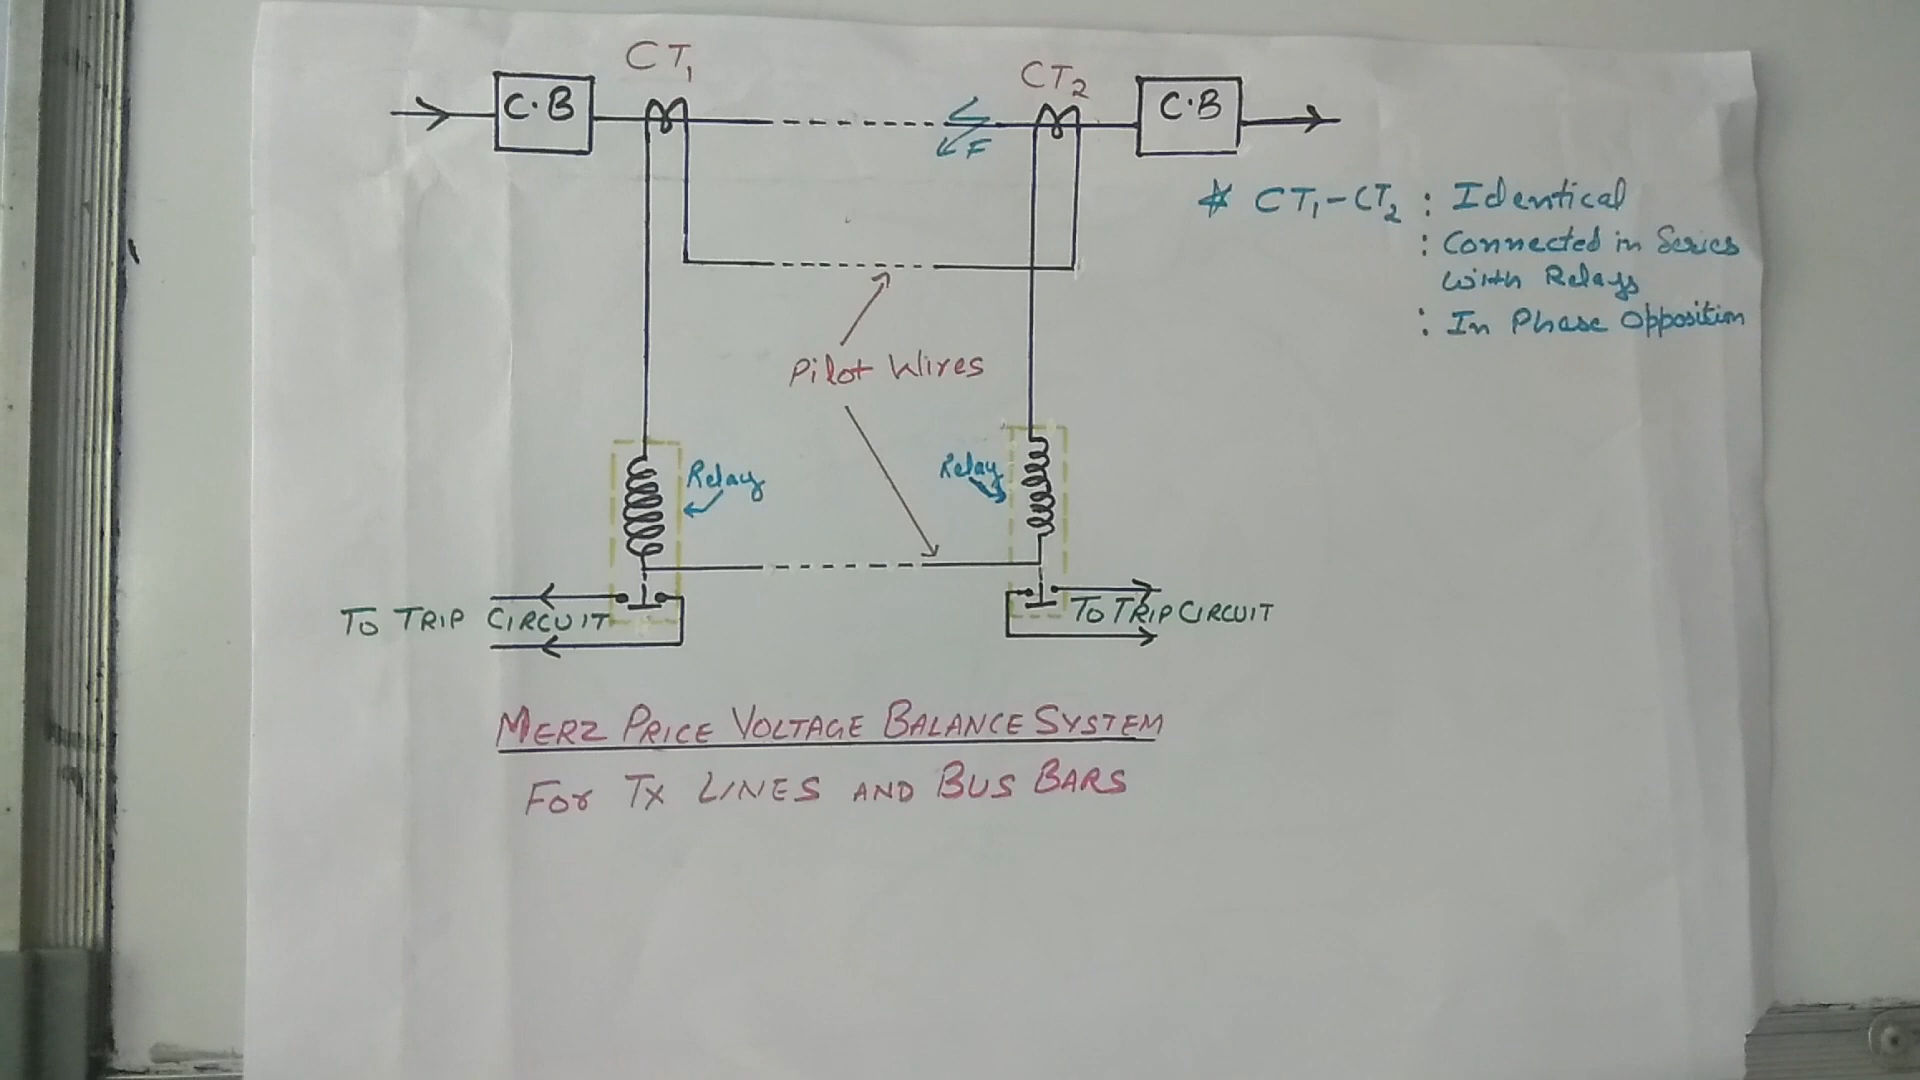 CT1
CT2
C.B
C.B
F
* CT1-CT2 : Identical
: Connected in Series
with Relays
: In Phase Opposition
Pilot Wires
Relay
Relay
TO TRIP CIRCUIT
TO TRIP CIRCUIT
MERZ PRICE VOLTAGE BALANCE SYSTEM
For Tx LINES AND BUS BARS